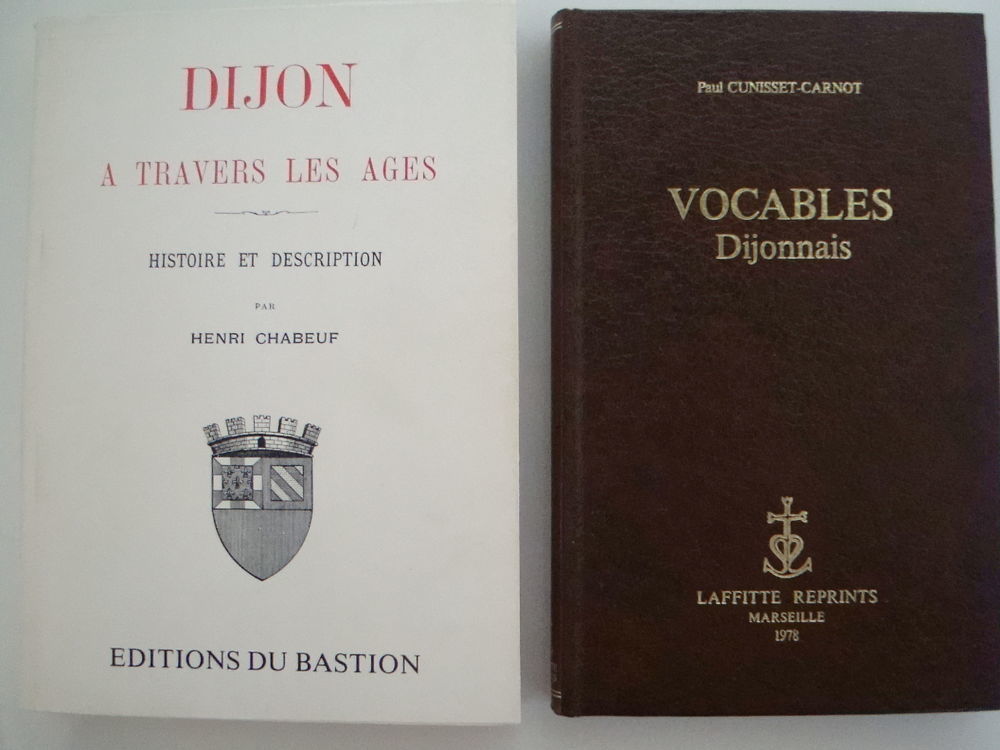 DIJON
A TRAVERS LES AGES
HISTOIRE ET DESCRIPTION
PAR
HENRI CHABEUF
EDITIONS DU BASTION
Paul CUNISSET-CARNOT
VOCABLES
Dijonnais
LAFFITTE REPRINTS
MARSEILLE
1978